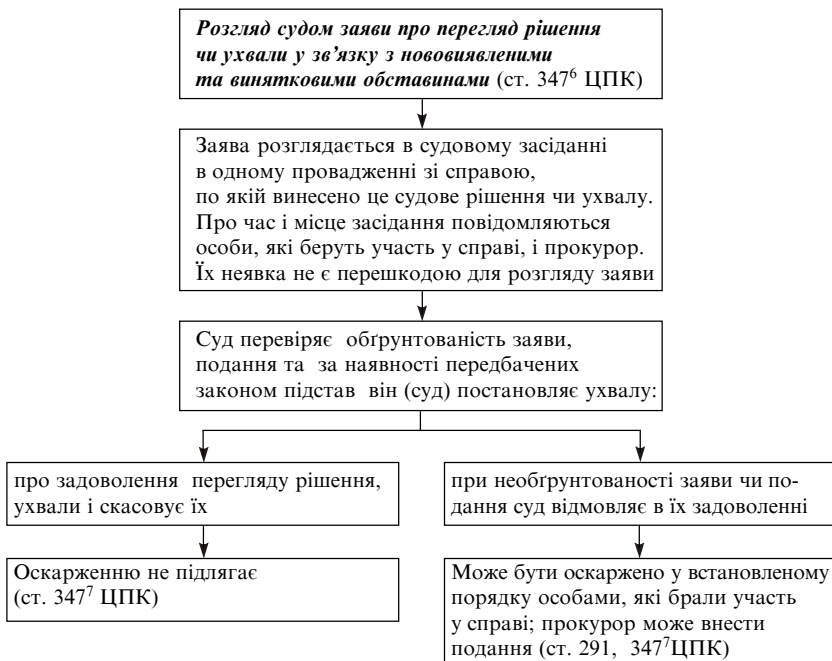 Розгляд судом заяви про перегляд рішення
чи ухвали у зв’язку з нововиявленими
та винятковими обставинами (ст. 347⁶ ЦПК)
Заява розглядається в судовому засіданні
в одному провадженні зі справою,
по якій винесено це судове рішення чи ухвалу.
Про час і місце засідання повідомляються
особи, які беруть участь у справі, і прокурор.
Їх неявка не є перешкодою для розгляду заяви
Суд перевіряє обґрунтованість заяви,
подання та за наявності передбачених
законом підстав він (суд) постановляє ухвалу:
про задоволення перегляду рішення,
ухвали і скасовує їх
Оскарженню не підлягає
(ст. 347⁷ ЦПК)
при необґрунтованості заяви чи по-
дання суд відмовляє в їх задоволенні
Може бути оскаржено у встановленому
порядку особами, які брали участь
у справі; прокурор може внести
подання (ст. 291, 347⁷ЦПК)